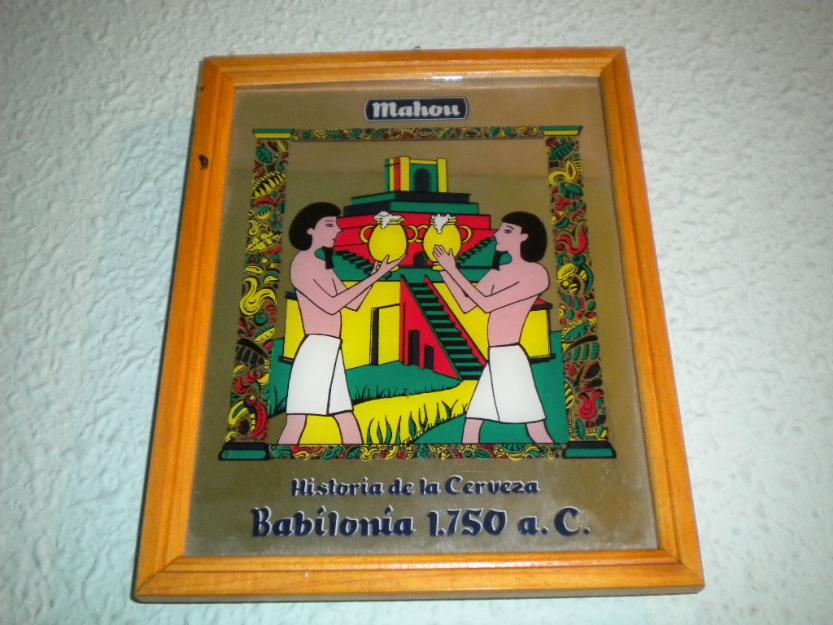 Mahou
Historia de la Cerveza
Babilonia 1.750 a. C.